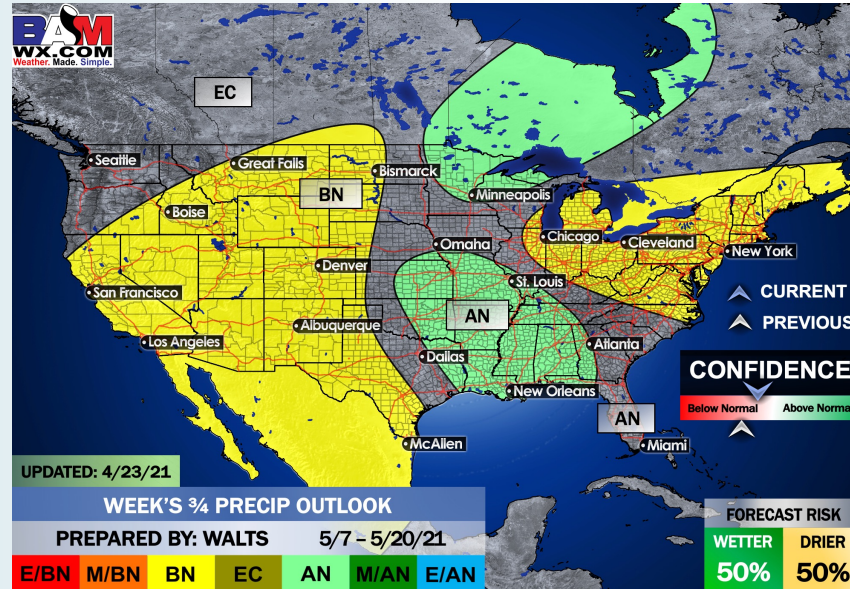 BAM
WX.COM
Weather. Made. Simple.
EC
Seattle
Great Falls
Bismarck
BN
Minneapolis
Boise
Chicago
Cleveland
Omaha
New York
Denver
San Francisco
St. Louis
CURRENT
AN
PREVIOUS
Albuquerque
Los Angeles
Atlanta
Dallas
CONFIDENCE
New Orleans
Below Normal
Above Norma
AN
McAllen
Miami
UPDATED: 4/23/21
WEEK'S ¾ PRECIP OUTLOOK
PREPARED BY: WALTS 5/7 – 5/20/21
E/BN M/BN BN EC AN M/AN E/AN
FORECAST RISK
WETTER DRIER
50% 50%